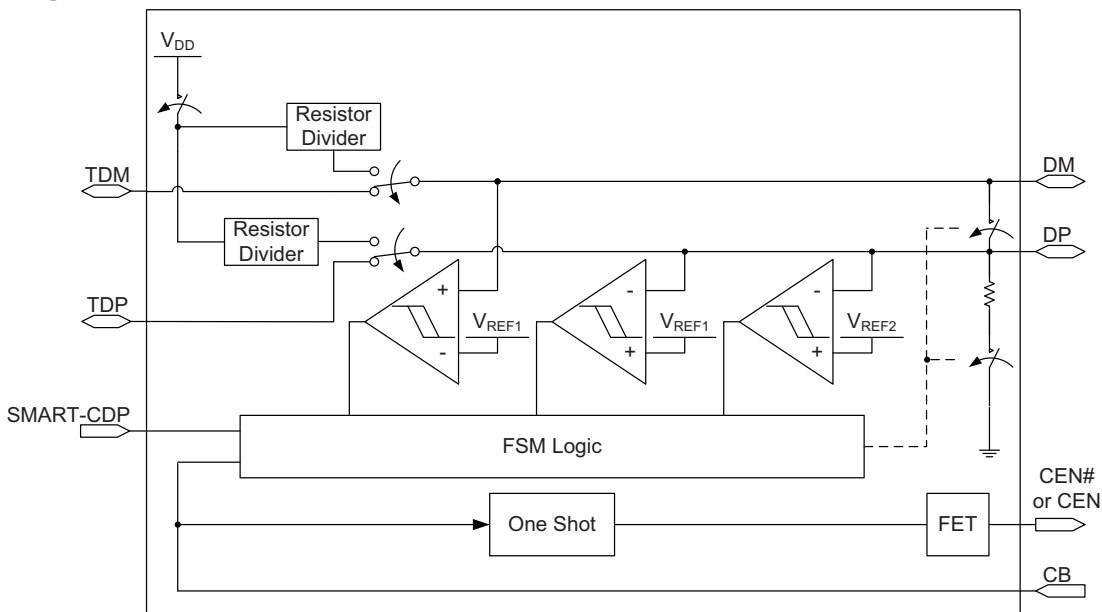 VDD
Resistor
Divider
TDM
DM
Resistor
Divider
DP
TDP
+
-
VREF1
-
+
VREF1
-
+
VREF2
SMART-CDP
FSM Logic
CEN#
or CEN
One Shot
FET
CB